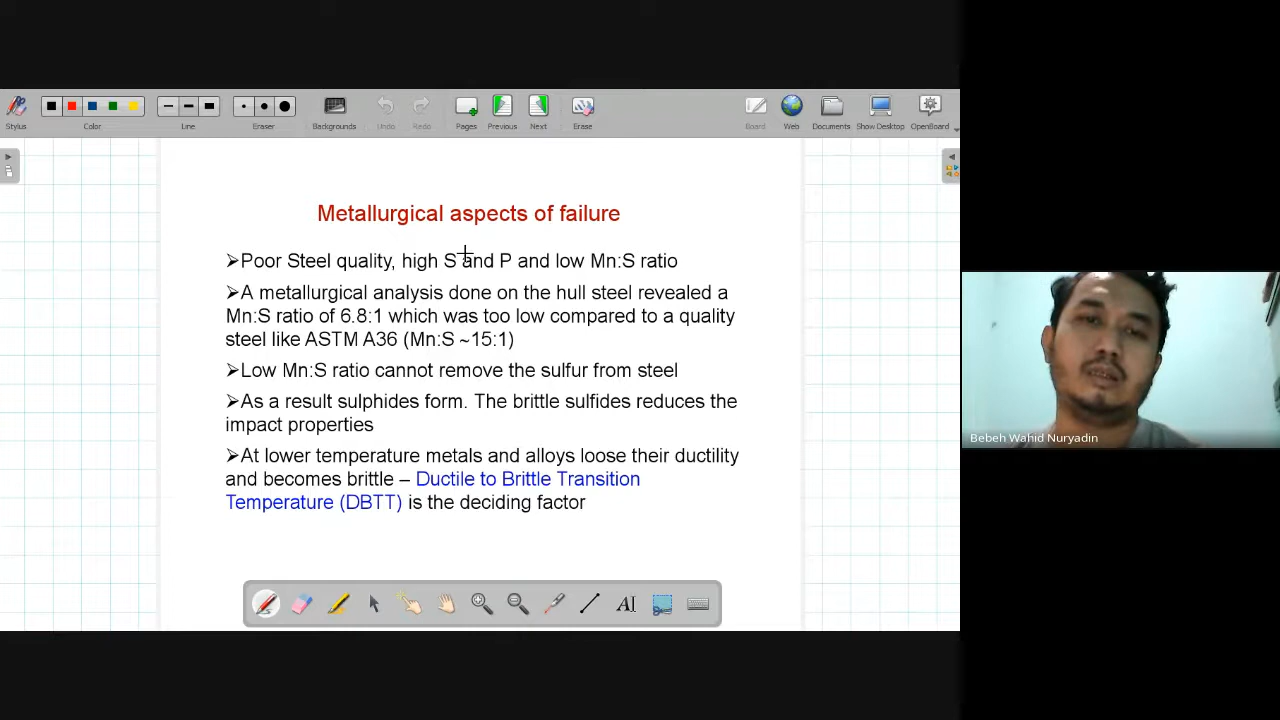 Stylus
Color
Line
Eraser
Backgrounds
Undo
Redo
Pages
Previous
Next
Erase
Board
Web
Documents
Show Desktop
OpenBoard
Metallurgical aspects of failure
➢Poor Steel quality, high S and P and low Mn:S ratio
➢A metallurgical analysis done on the hull steel revealed a
Mn:S ratio of 6.8:1 which was too low compared to a quality
steel like ASTM A36 (Mn:S ~15:1)
➢Low Mn:S ratio cannot remove the sulfur from steel
➢As a result sulphides form. The brittle sulfides reduces the
impact properties
➢At lower temperature metals and alloys loose their ductility
and becomes brittle – Ductile to Brittle Transition
Temperature (DBTT) is the deciding factor
AI
Bebeh Wahid Nuryadin